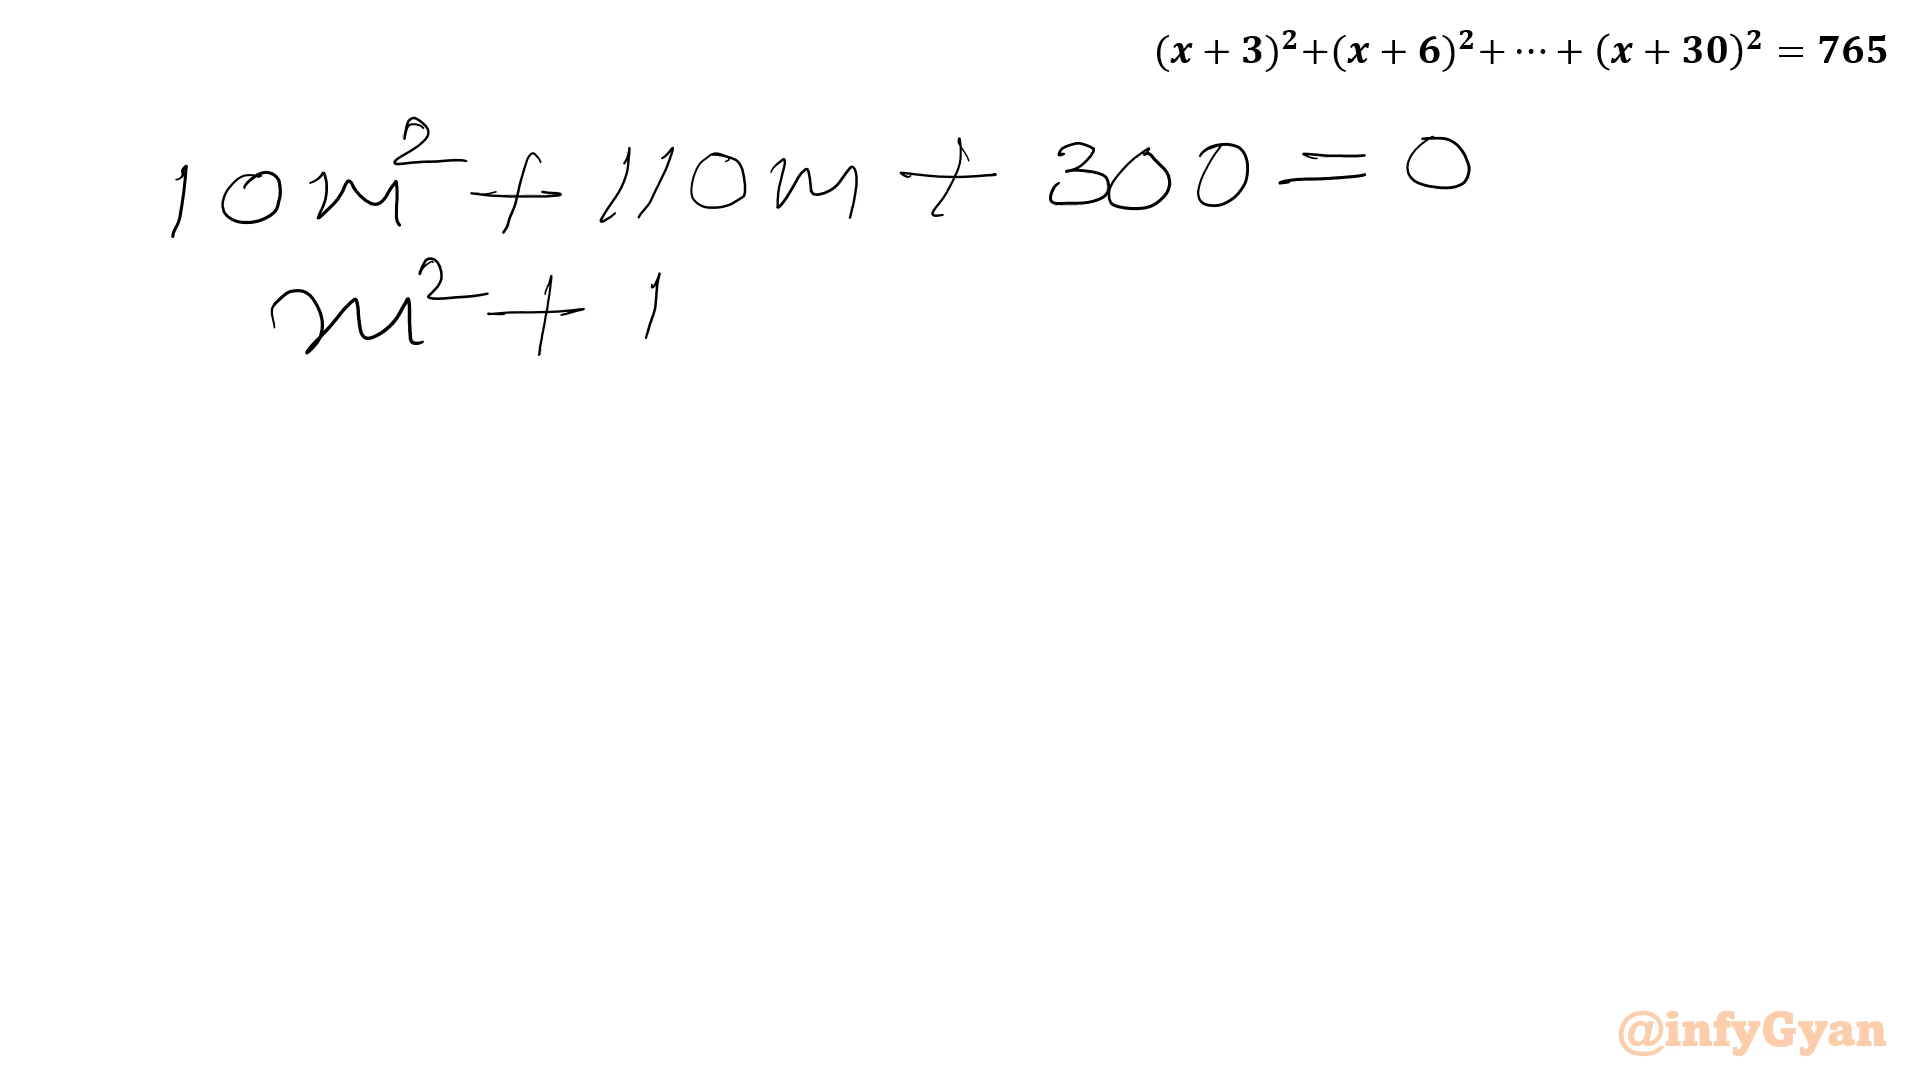 (x + 3)²+(x + 6)²+ ⋯ + (x + 30)² = 765
10m² + 110m + 300 = 0
m² + 1
@infyGyan